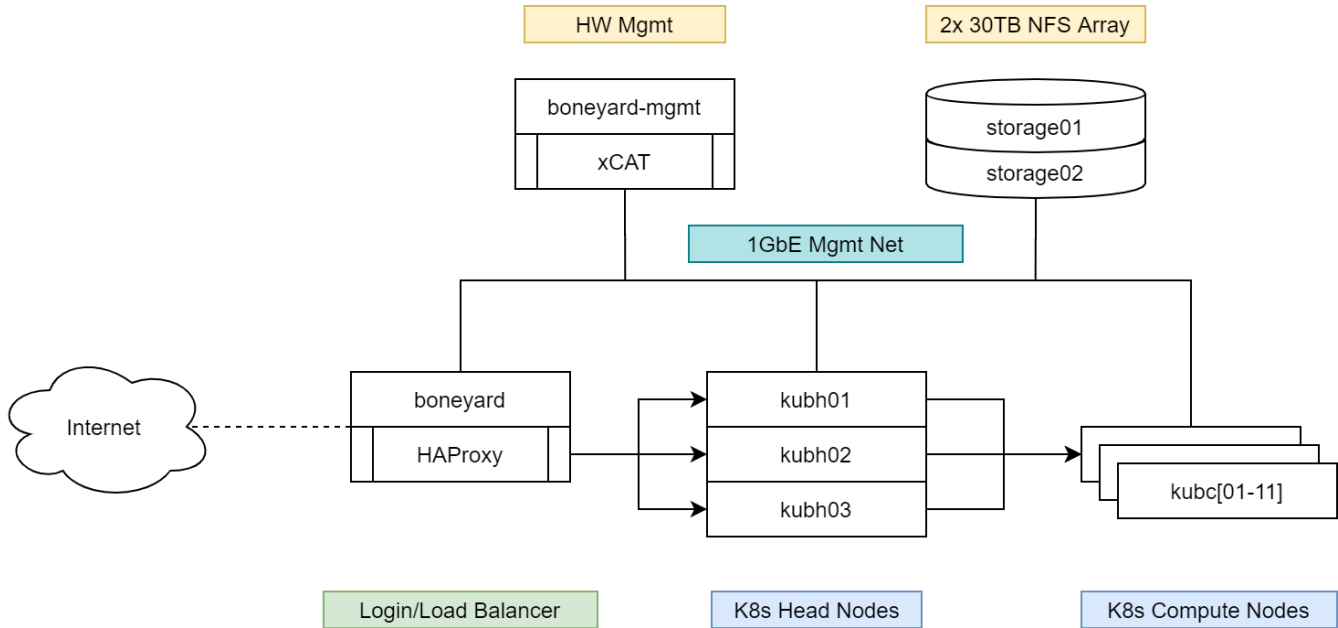 HW Mgmt
2x 30TB NFS Array
boneyard-mgmt
xCAT
storage01
storage02
1GbE Mgmt Net
Internet
boneyard
HAProxy
kubh01
kubh02
kubh03
kubc[01-11]
Login/Load Balancer
K8s Head Nodes
K8s Compute Nodes